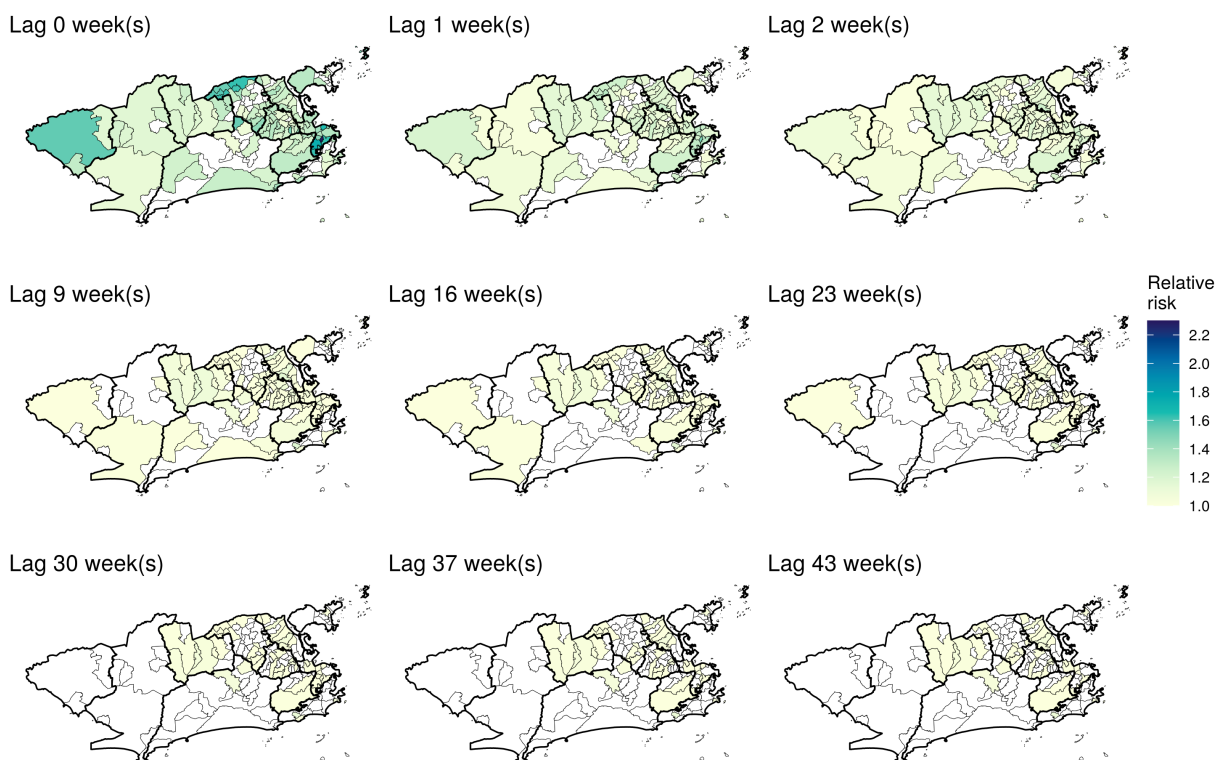 Lag 0 week(s)
Lag 1 week(s)
Lag 2 week(s)
Lag 9 week(s)
Lag 16 week(s)
Lag 23 week(s)
Relative
risk
2.2
2.0
1.8
1.6
1.4
1.2
1.0
Lag 30 week(s)
Lag 37 week(s)
Lag 43 week(s)